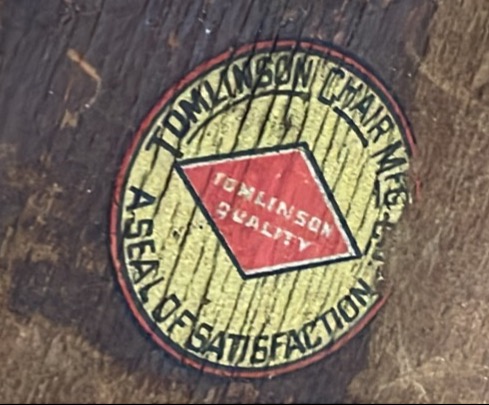 TOMLINSON CHAIR MFG. CO.
TOMLINSON
QUALITY
A SEAL OF SATISFACTION